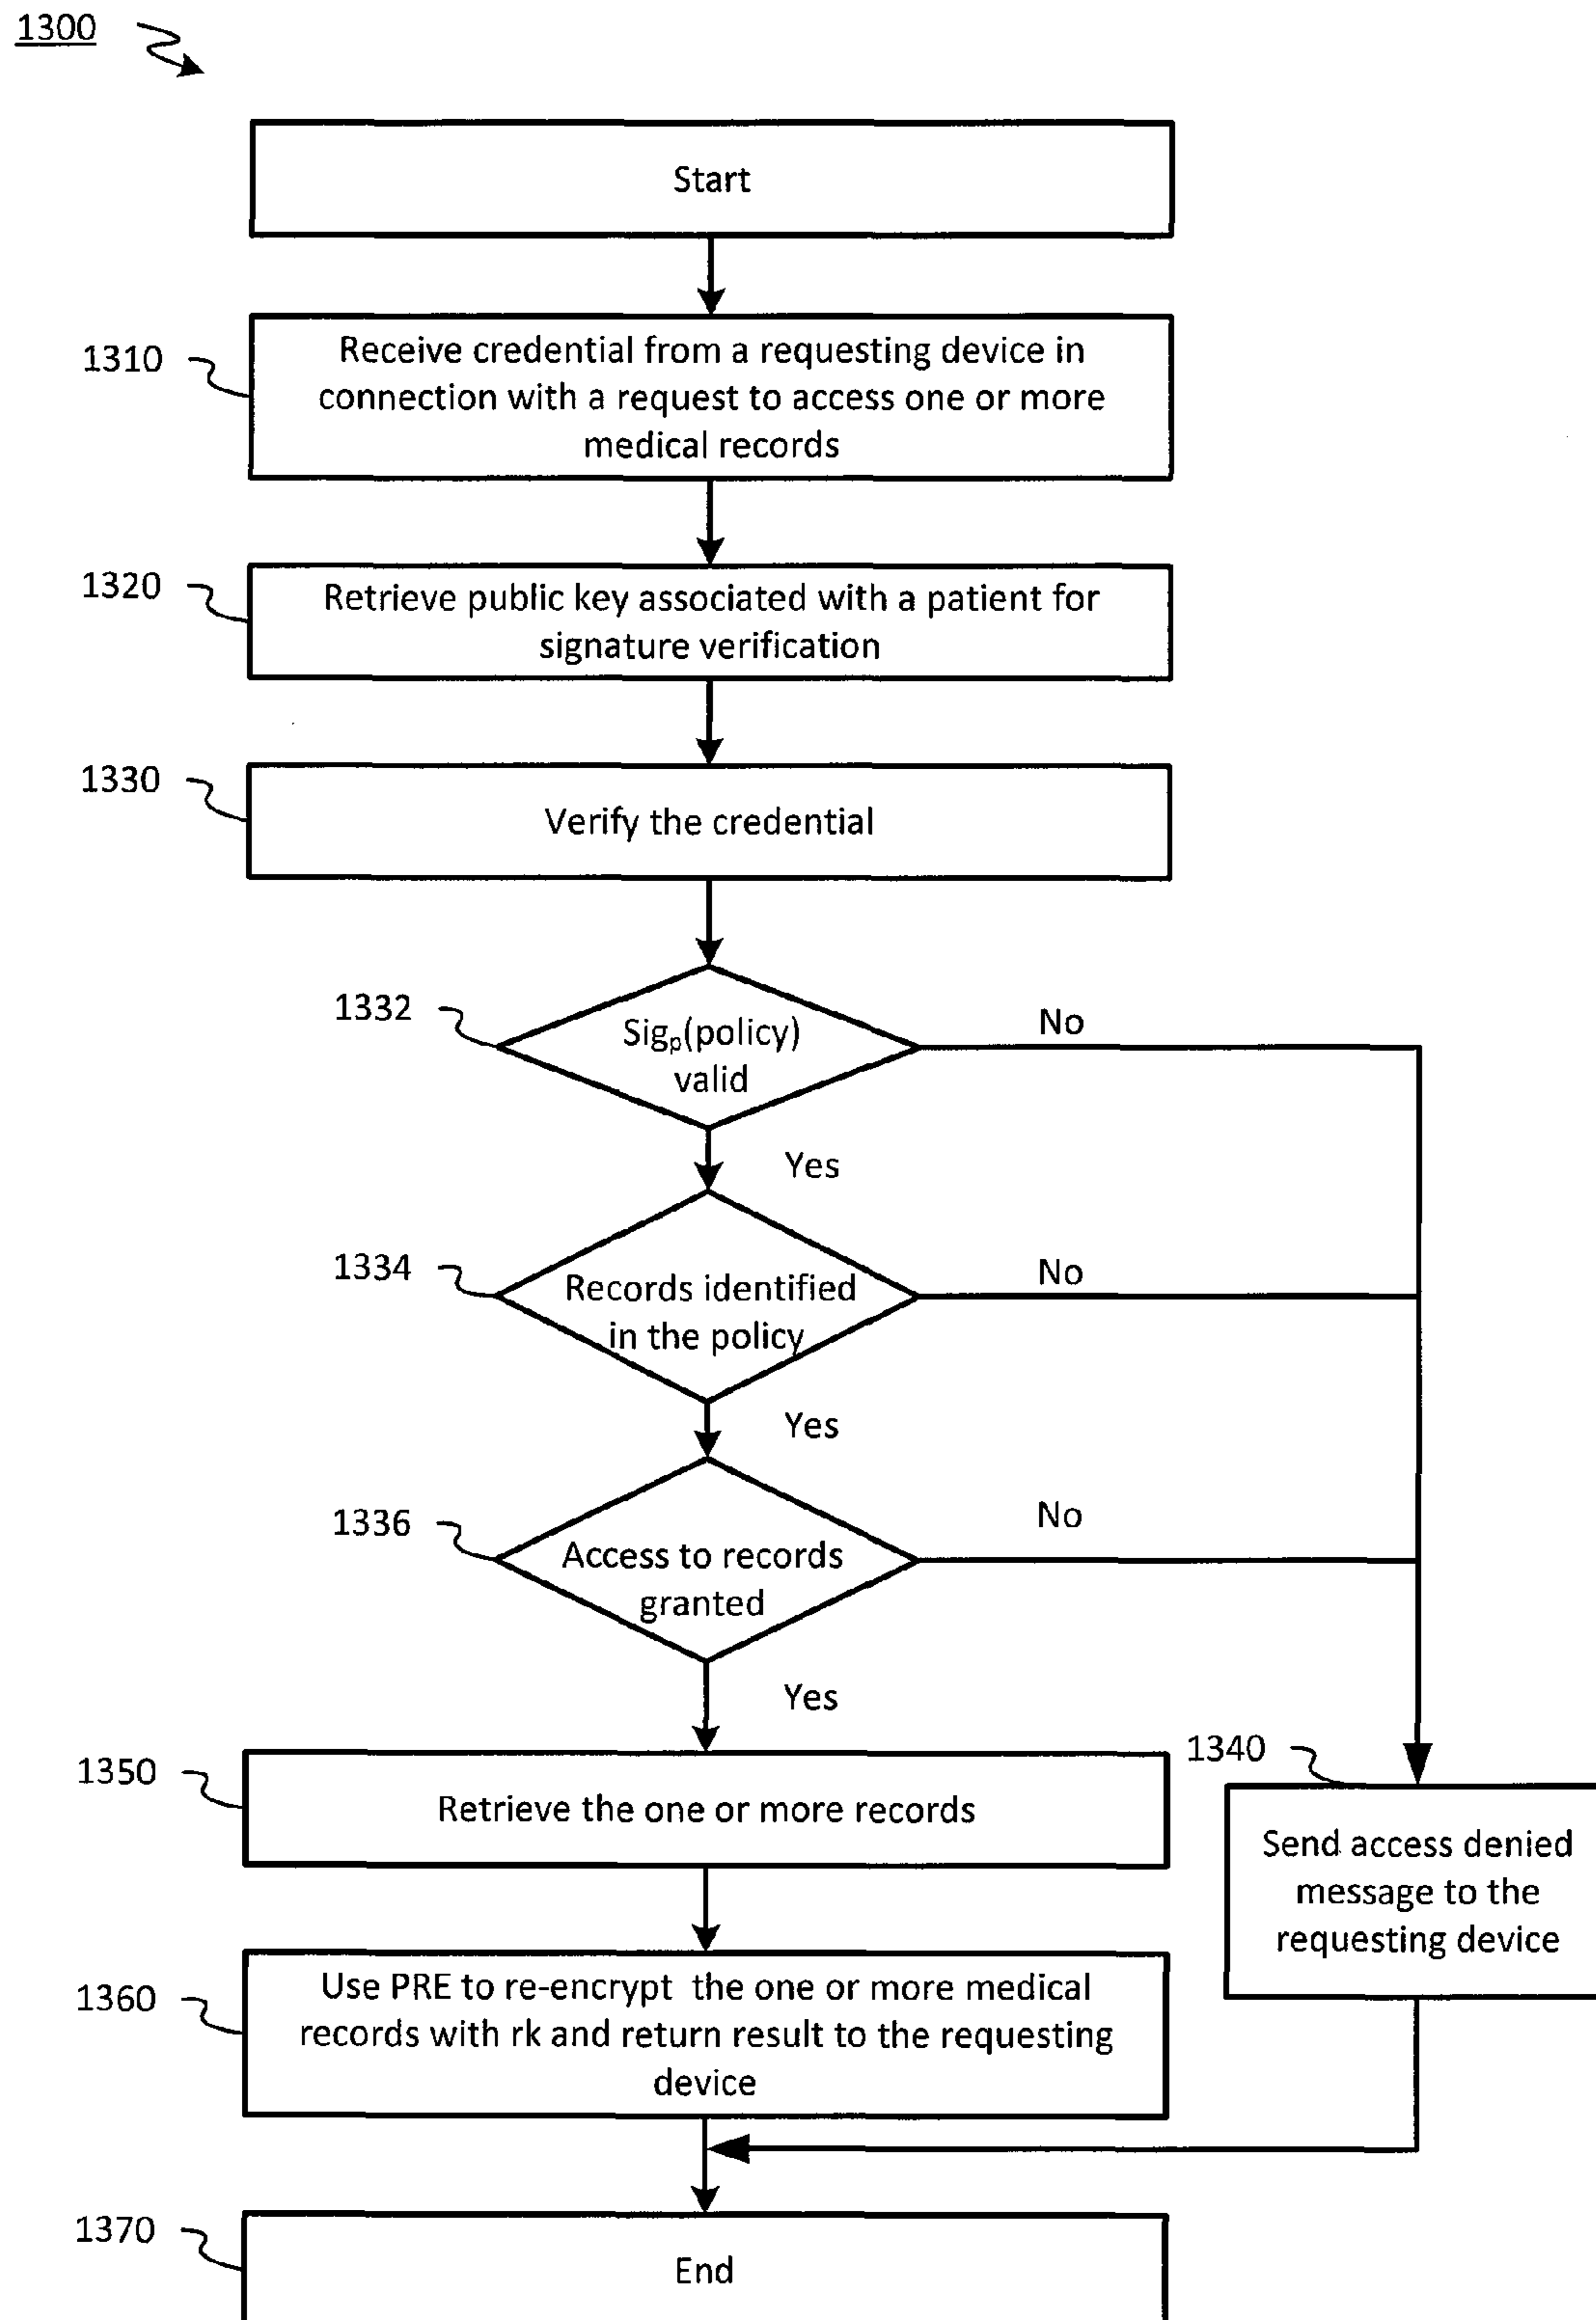 1300
Start
1310
Receive credential from a requesting device in
connection with a request to access one or more
medical records
1320
Retrieve public key associated with a patient for
signature verification
1330
Verify the credential
1332
Sigₚ(policy)
valid
No
Yes
1334
Records identified
in the policy
No
Yes
1336
Access to records
granted
No
Yes
1350
Retrieve the one or more records
1340
Send access denied
message to the
requesting device
1360
Use PRE to re-encrypt the one or more medical
records with rk and return result to the requesting
device
1370
End